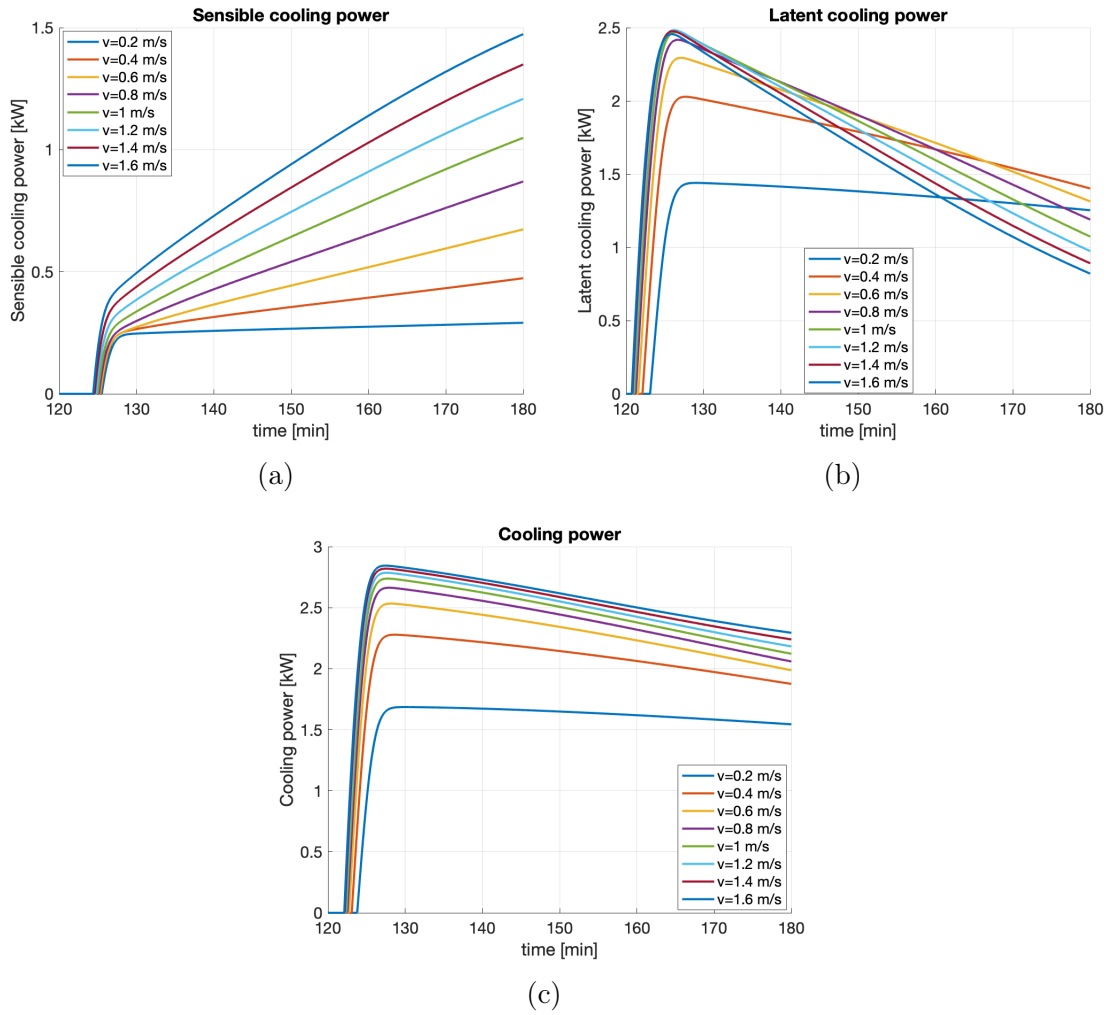 Sensible cooling power
1.5
1
0.5
0
Sensible cooling power [kW]
v=0.2 m/s
v=0.4 m/s
v=0.6 m/s
v=0.8 m/s
v=1 m/s
v=1.2 m/s
v=1.4 m/s
v=1.6 m/s
120 130 140 150 160 170 180
time [min]
(a)
Latent cooling power
2.5
2
1.5
1
0.5
0
Latent cooling power [kW]
v=0.2 m/s
v=0.4 m/s
v=0.6 m/s
v=0.8 m/s
v=1 m/s
v=1.2 m/s
v=1.4 m/s
v=1.6 m/s
120 130 140 150 160 170 180
time [min]
(b)
Cooling power
3
2.5
2
1.5
1
0.5
0
Cooling power [kW]
v=0.2 m/s
v=0.4 m/s
v=0.6 m/s
v=0.8 m/s
v=1 m/s
v=1.2 m/s
v=1.4 m/s
v=1.6 m/s
120 130 140 150 160 170 180
time [min]
(c)